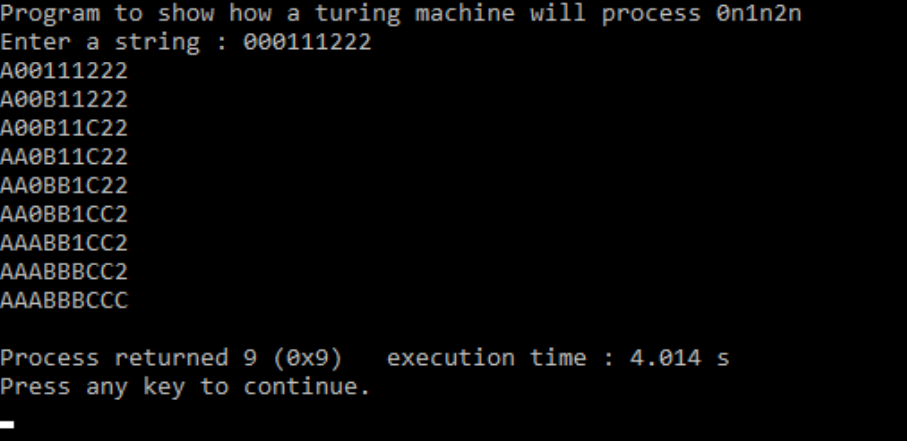 Program to show how a turing machine will process 0n1n2n
Enter a string : 000111222
A00111222
A00B11222
A00B11C22
AA0B11C22
AA0BB1C22
AA0BB1CC2
AAABB1CC2
AAABBBCC2
AAABBBCCC
Process returned 9 (0x9)   execution time : 4.014 s
Press any key to continue.